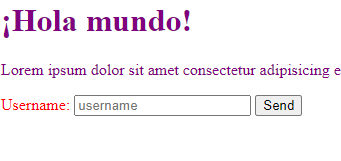 ¡Hola mundo!
Lorem ipsum dolor sit amet consectetur adipisicing e
Username: username Send